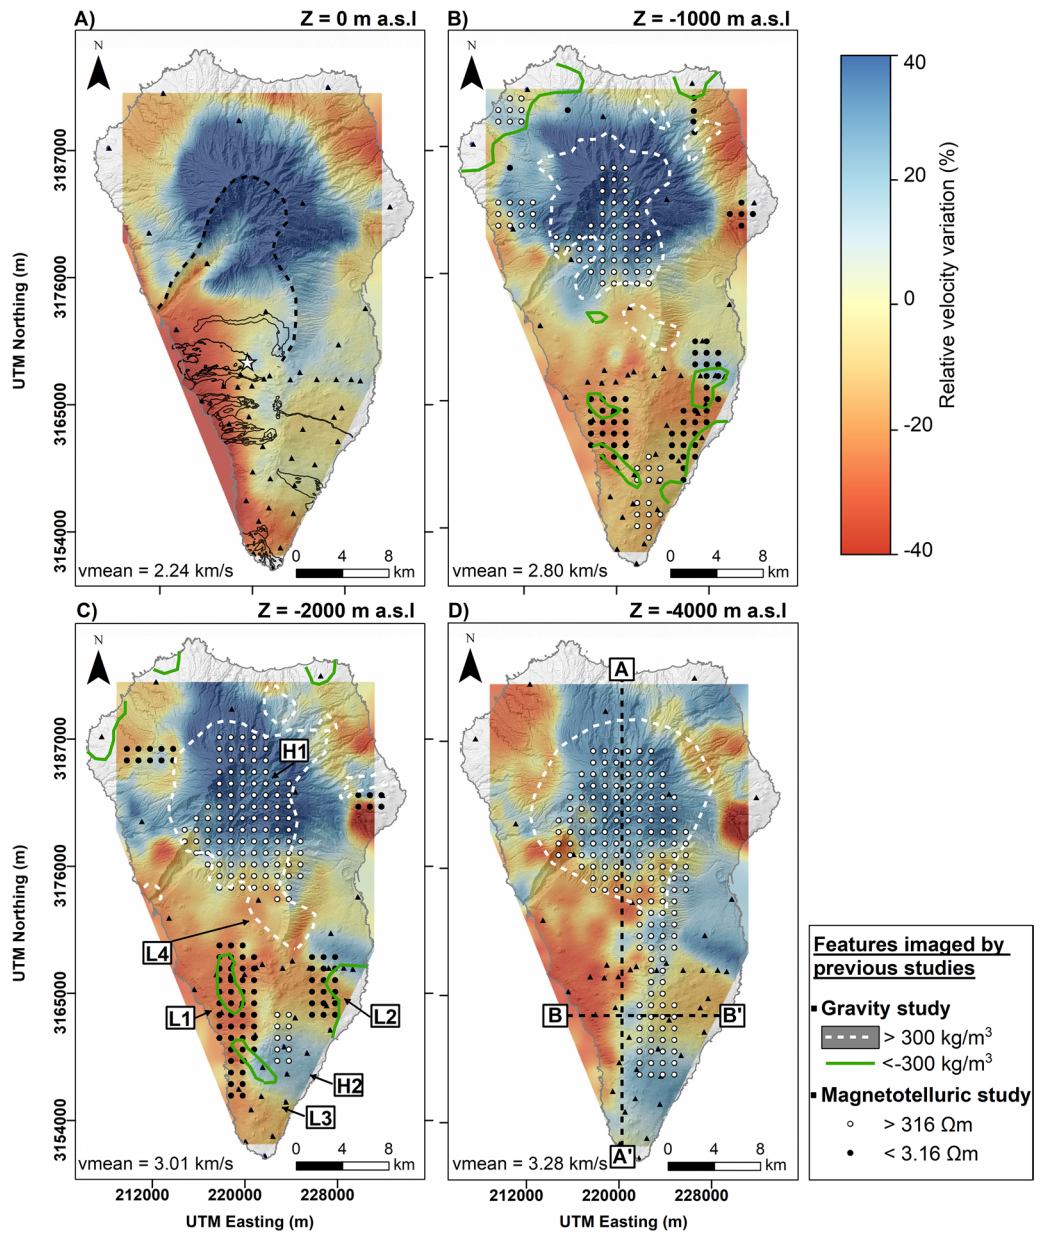 A)
Z = 0 m a.s.l
N
vmean = 2.24 km/s
0 4 8
km
B)
Z = -1000 m a.s.l
N
vmean = 2.80 km/s
0 4 8
km
40
20
0
-20
-40
Relative velocity variation (%)
UTM Northing (m)
3187000
3176000
3165000
3154000
C)
Z = -2000 m a.s.l
N
H1
L4
L1
L2
H2
L3
vmean = 3.01 km/s
0 4 8
km
D)
Z = -4000 m a.s.l
N
A
B
B'
A'
vmean = 3.28 km/s
0 4 8
km
UTM Northing (m)
3187000
3176000
3165000
3154000
212000 220000 228000
UTM Easting (m)
212000 220000 228000
UTM Easting (m)
Features imaged by
previous studies
Gravity study
> 300 kg/m³
<-300 kg/m³
Magnetotelluric study
> 316 Ωm
< 3.16 Ωm